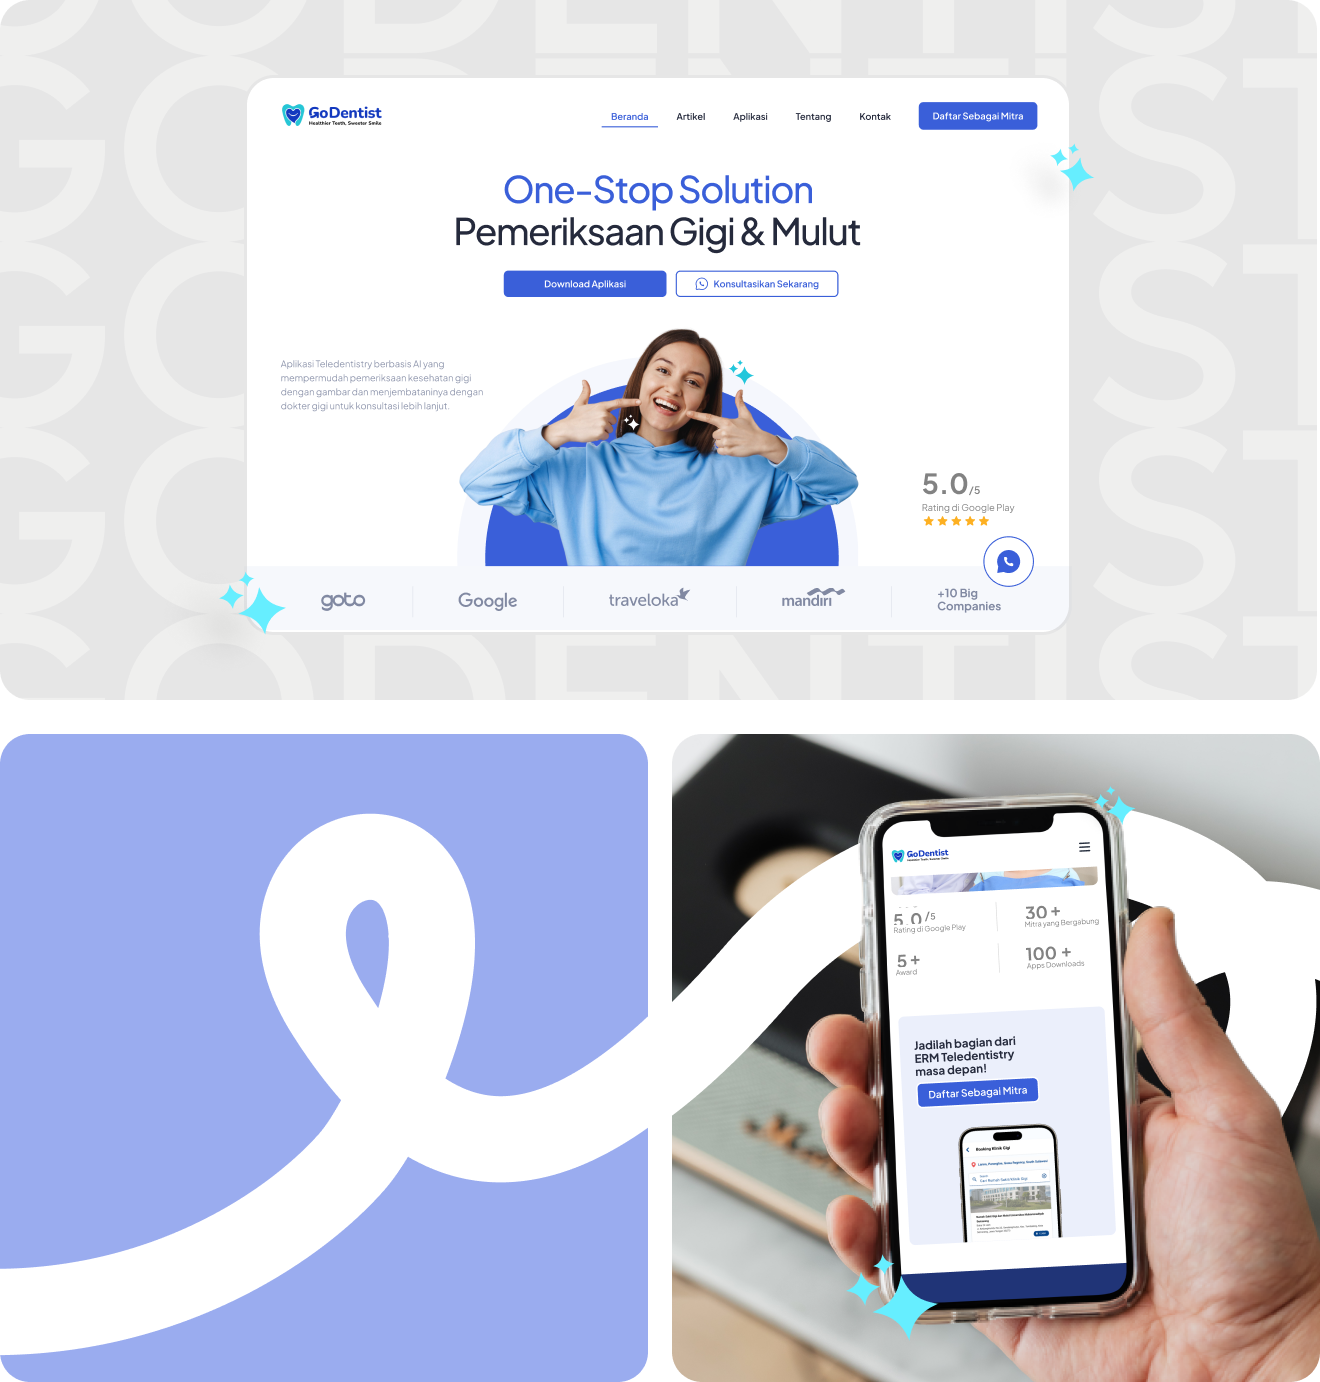 GODENTIST
GoDentist
Healthier Teeth, Sweeter Smile
Beranda
Artikel
Aplikasi
Tentang
Kontak
Daftar Sebagai Mitra
One-Stop Solution
Pemeriksaan Gigi & Mulut
Download Aplikasi
Konsultasikan Sekarang
Aplikasi Teledentistry berbasis AI yang
mempermudah pemeriksaan kesehatan gigi
dengan gambar dan menjembataninya dengan
dokter gigi untuk konsultasi lebih lanjut.
5.0/5
Rating di Google Play
goto
Google
traveloka
mandiri
+10 Big
Companies
GoDentist
Healthier Teeth, Sweeter Smile
5.0 /5
Rating di Google Play
30 +
Mitra yang Bergabung
5 +
Award
100 +
Apps Downloads
Jadilah bagian dari
ERM Teledentistry
masa depan!
Daftar Sebagai Mitra
Booking Klinik Gigi